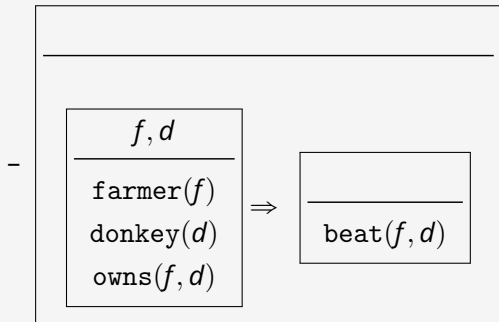 –
f, d
farmer(f)
donkey(d)
owns(f, d)
⇒
beat(f, d)